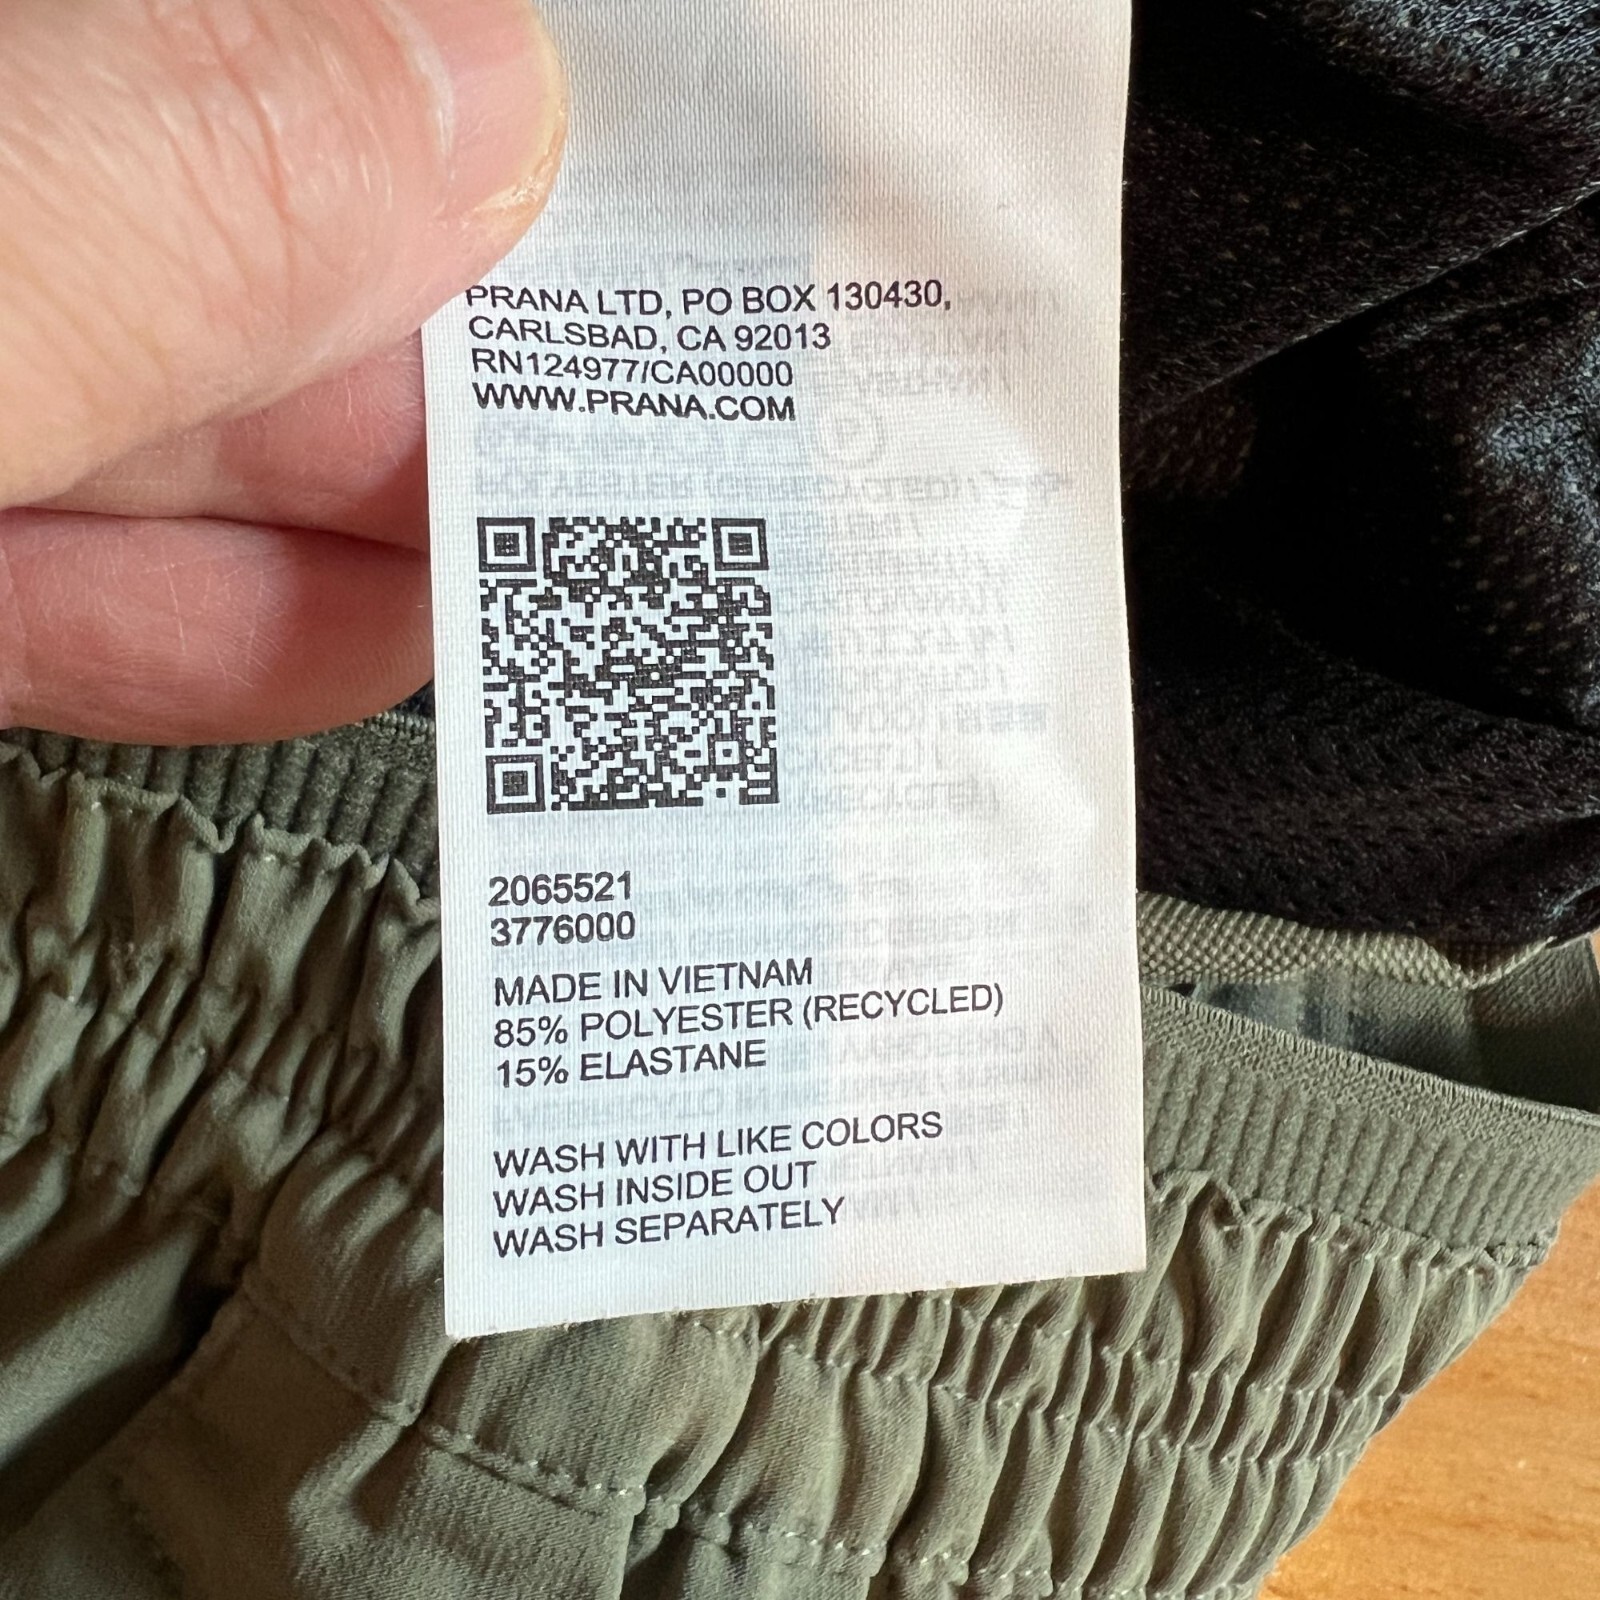 PRANA LTD, PO BOX 130430,
CARLSBAD, CA 92013
RN124977/CA00000
WWW.PRANA.COM
2065521
3776000
MADE IN VIETNAM
85% POLYESTER (RECYCLED)
15% ELASTANE
WASH WITH LIKE COLORS
WASH INSIDE OUT
WASH SEPARATELY